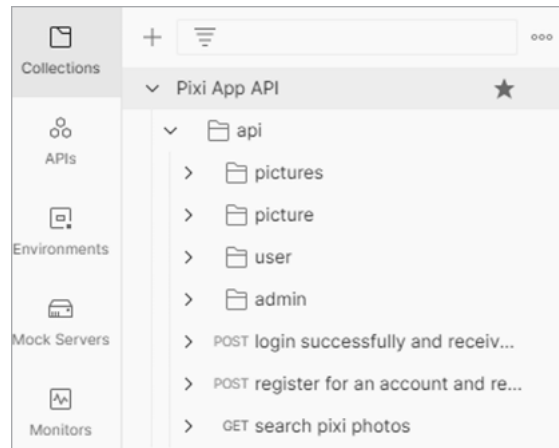 Collections
APIs
Environments
Mock Servers
Monitors
Pixi App API
api
pictures
picture
user
admin
POST login successfully and receiv...
POST register for an account and re...
GET search pixi photos